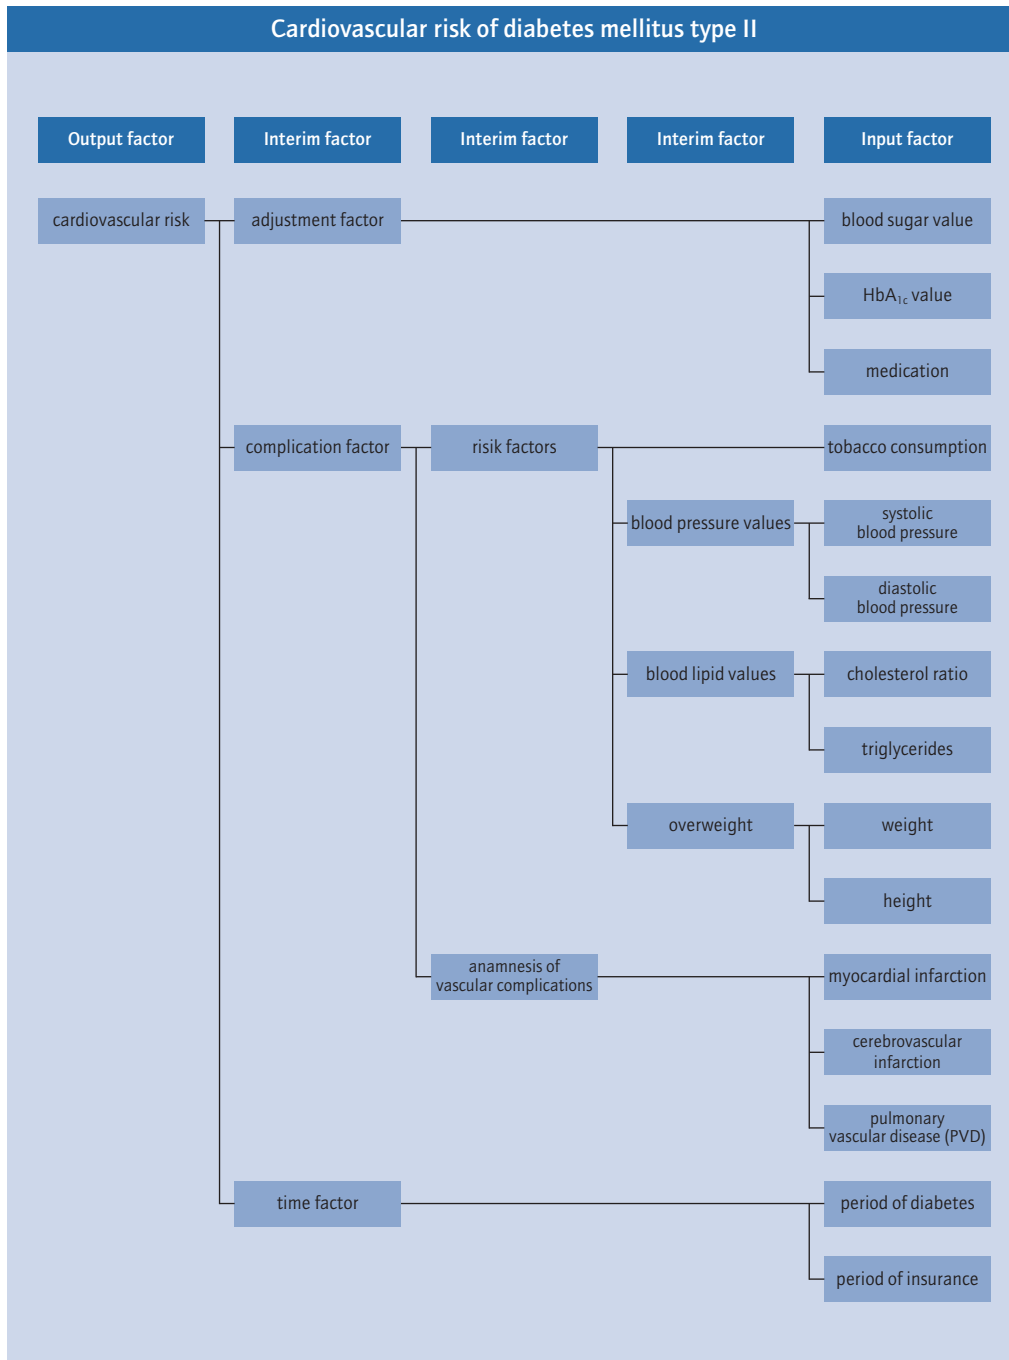 Cardiovascular risk of diabetes mellitus type II
Output factor
Interim factor
Interim factor
Interim factor
Input factor
cardiovascular risk
adjustment factor
blood sugar value
HbA1c value
medication
complication factor
risik factors
tobacco consumption
blood pressure values
systolic
blood pressure
diastolic
blood pressure
blood lipid values
cholesterol ratio
triglycerides
overweight
weight
height
anamnesis of
vascular complications
myocardial infarction
cerebrovascular
infarction
pulmonary
vascular disease (PVD)
time factor
period of diabetes
period of insurance